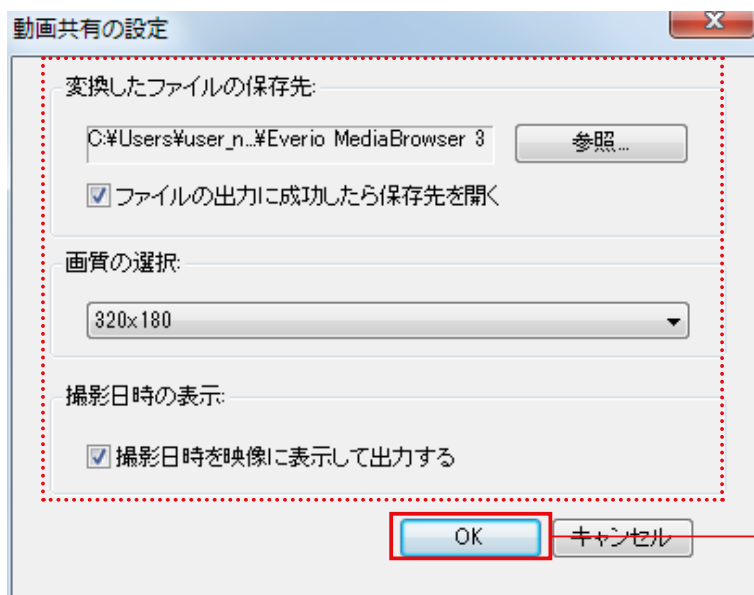 動画共有の設定
変換したファイルの保存先:
C:¥Users¥user_n...¥Everio MediaBrowser 3
参照...
ファイルの出力に成功したら保存先を開く
画質の選択:
320x180
撮影日時の表示:
撮影日時を映像に表示して出力する
OK
キャンセル